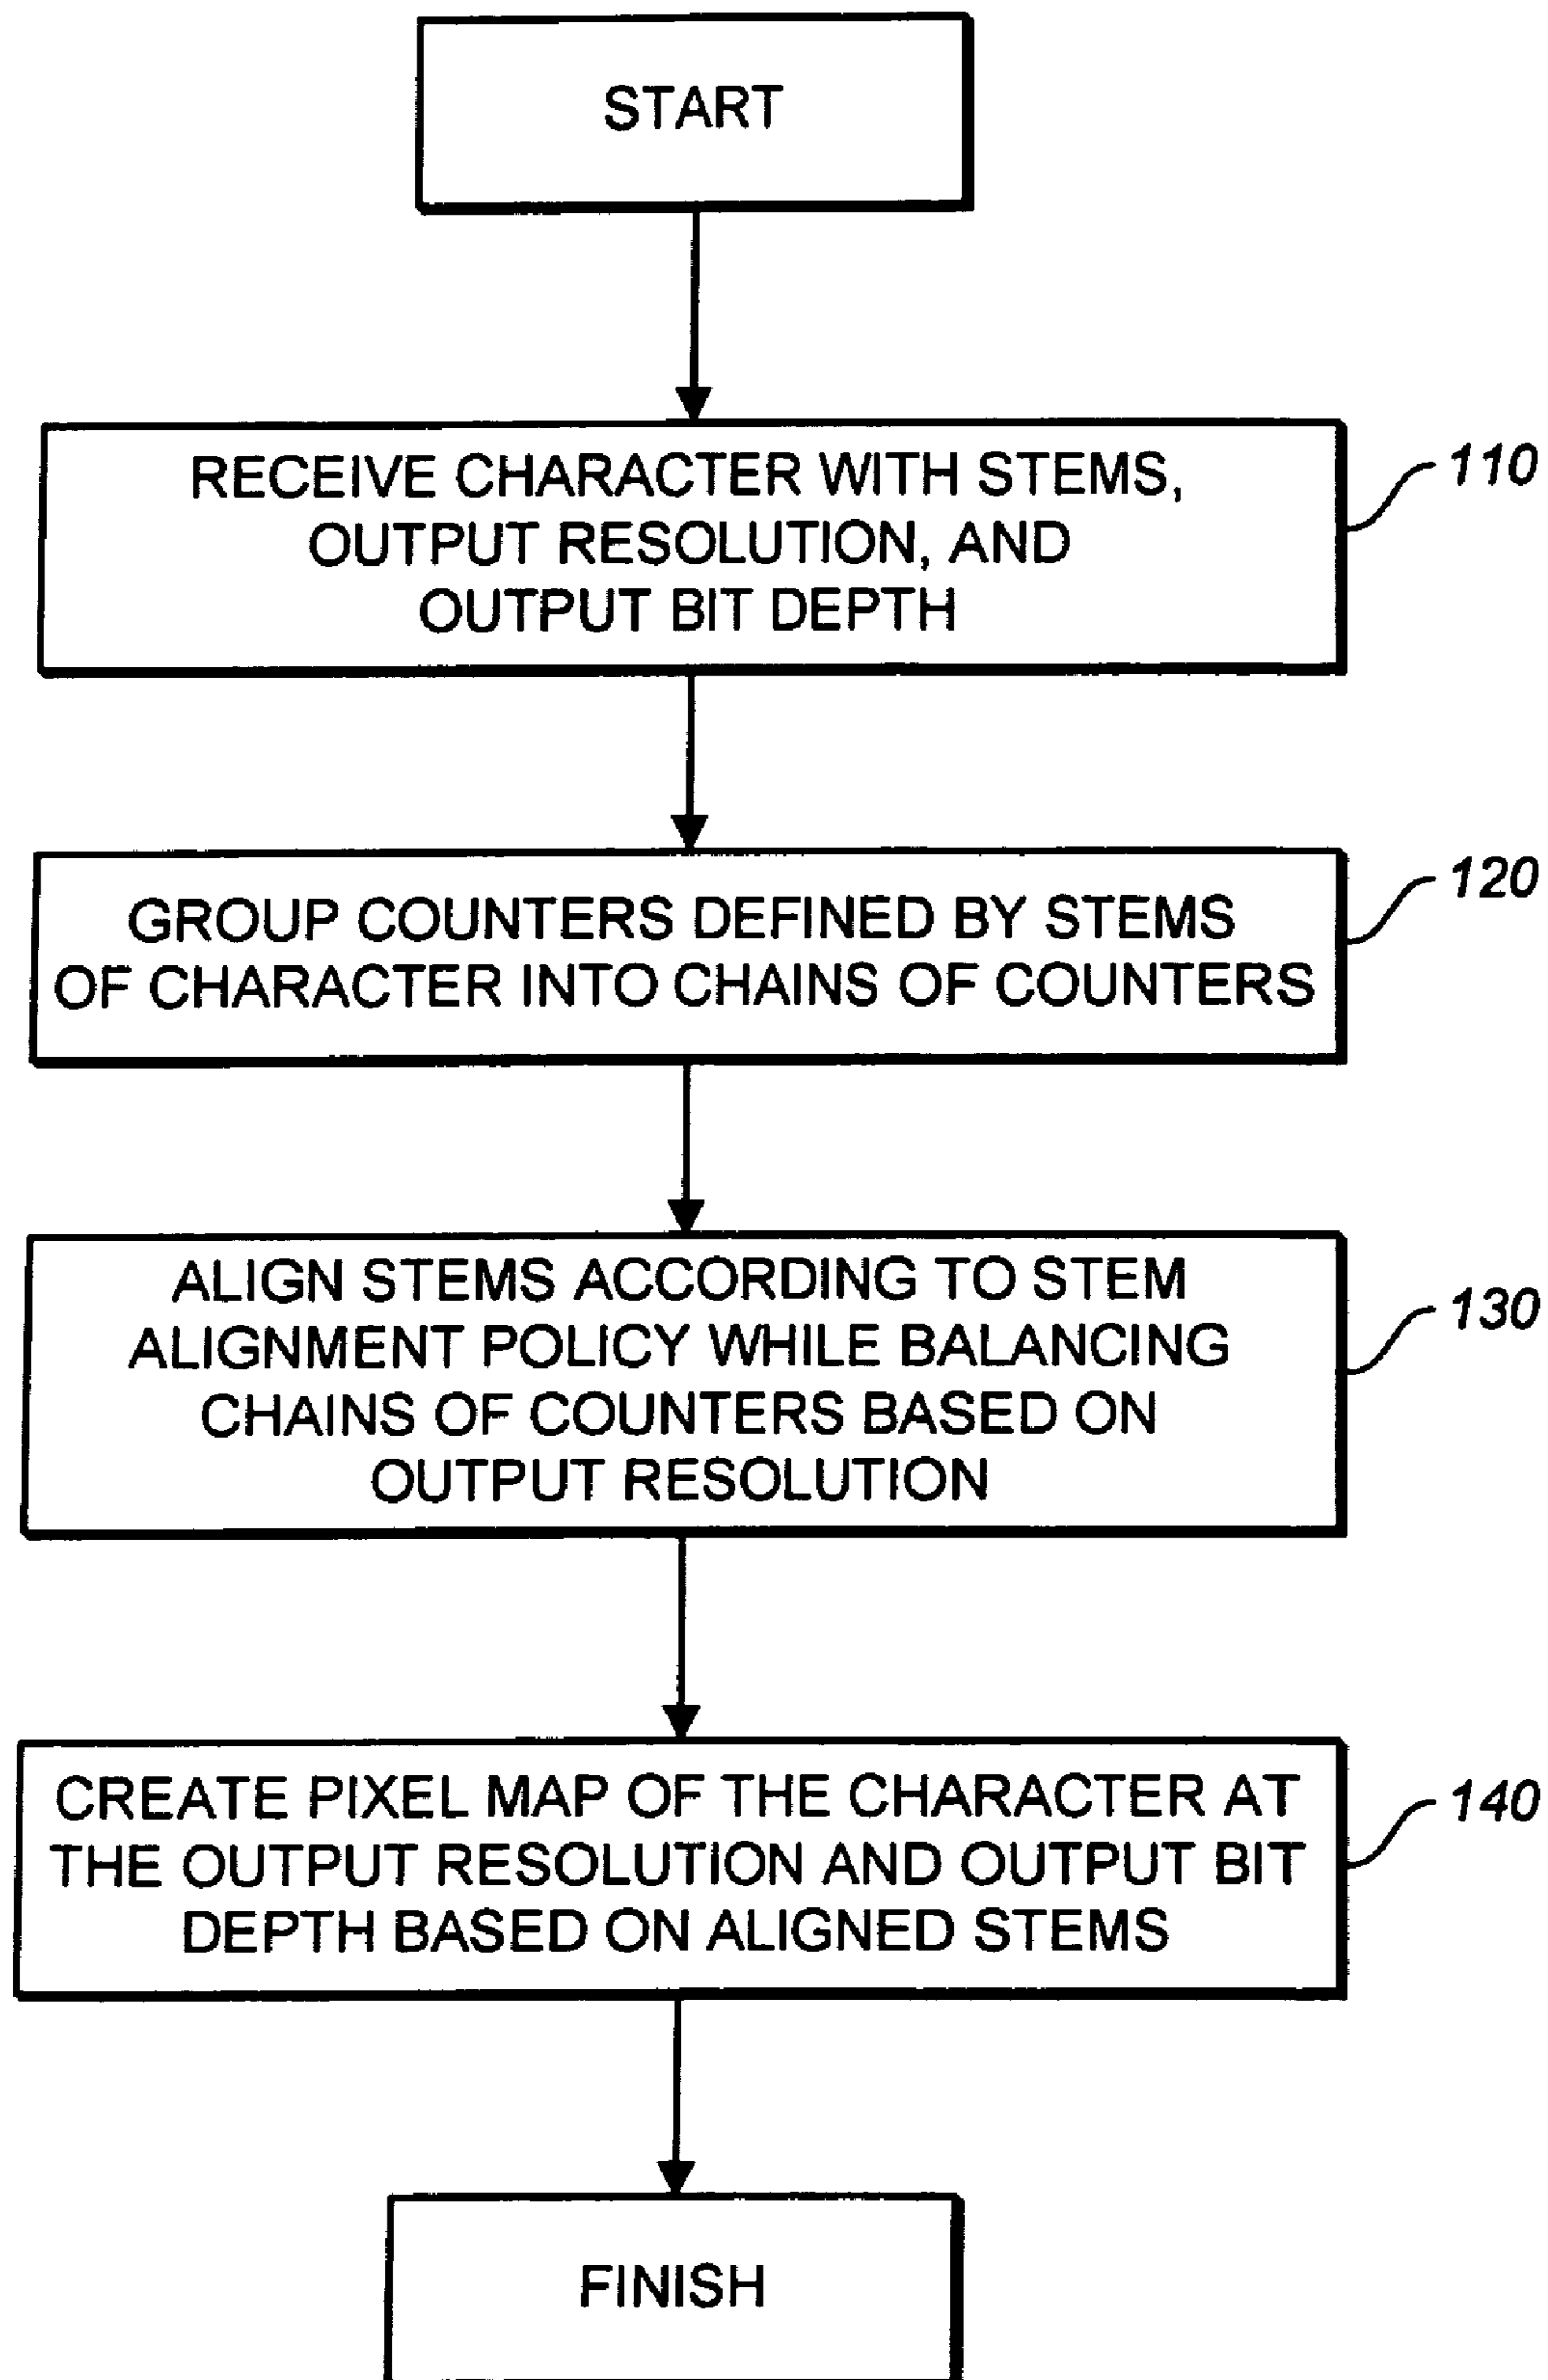 START
RECEIVE CHARACTER WITH STEMS,
OUTPUT RESOLUTION, AND
OUTPUT BIT DEPTH
110
GROUP COUNTERS DEFINED BY STEMS
OF CHARACTER INTO CHAINS OF COUNTERS
120
ALIGN STEMS ACCORDING TO STEM
ALIGNMENT POLICY WHILE BALANCING
CHAINS OF COUNTERS BASED ON
OUTPUT RESOLUTION
130
CREATE PIXEL MAP OF THE CHARACTER AT
THE OUTPUT RESOLUTION AND OUTPUT BIT
DEPTH BASED ON ALIGNED STEMS
140
FINISH